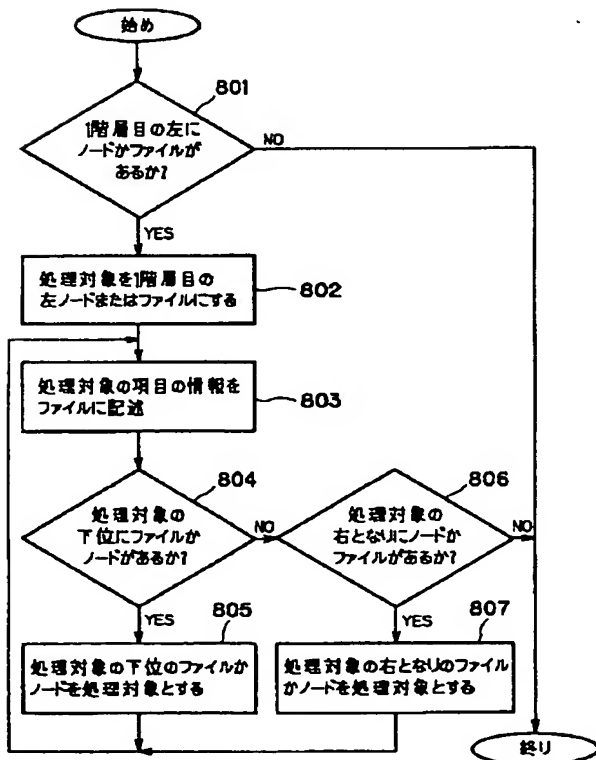 始め
801
1階層目の左に
ノードかファイルが
あるか?
NO
YES
処理対象を1階層目の
左ノードまたはファイルにする
802
処理対象の項目の情報を
ファイルに記述
803
804
処理対象の
下位にファイルか
ノードがあるか?
NO
YES
806
処理対象の
右となりにノードか
ファイルがあるか?
NO
YES
805
処理対象の下位のファイルか
ノードを処理対象とする
807
処理対象の右となりのファイル
かノードを処理対象とする
終り